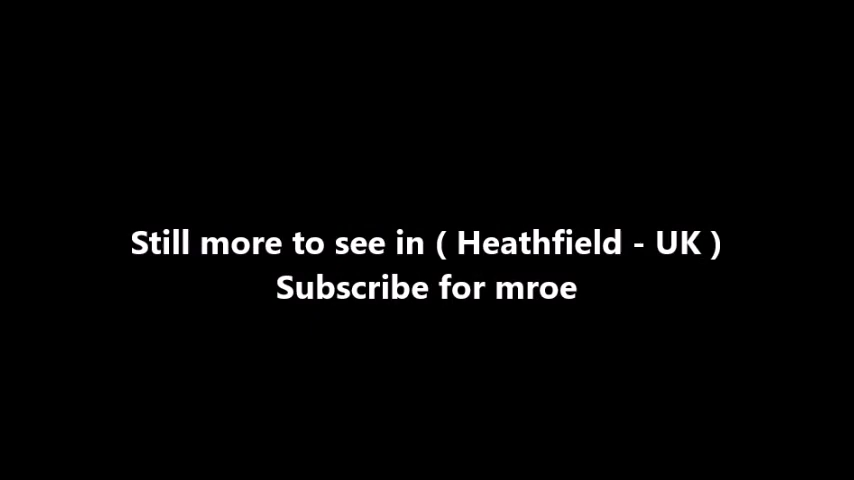 Still more to see in ( Heathfield - UK )
Subscribe for mroe